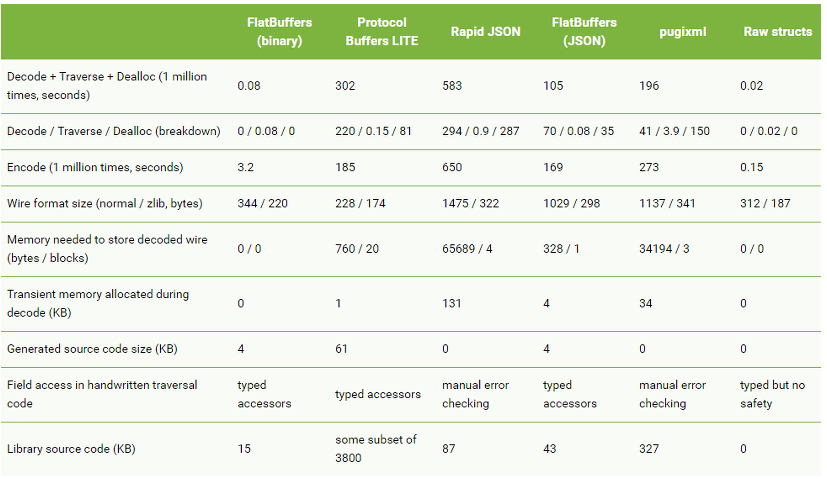 FlatBuffers (binary) Protocol Buffers LITE Rapid JSON FlatBuffers (JSON) pugixml Raw structs
Decode + Traverse + Dealloc (1 million times, seconds) 0.08 302 583 105 196 0.02
Decode / Traverse / Dealloc (breakdown) 0 / 0.08 / 0 220 / 0.15 / 81 294 / 0.9 / 287 70 / 0.08 / 35 41 / 3.9 / 150 0 / 0.02 / 0
Encode (1 million times, seconds) 3.2 185 650 169 273 0.15
Wire format size (normal / zlib, bytes) 344 / 220 228 / 174 1475 / 322 1029 / 298 1137 / 341 312 / 187
Memory needed to store decoded wire (bytes / blocks) 0 / 0 760 / 20 65689 / 4 328 / 1 34194 / 3 0 / 0
Transient memory allocated during decode (KB) 0 1 131 4 34 0
Generated source code size (KB) 4 61 0 4 0 0
Field access in handwritten traversal code typed accessors typed accessors manual error checking typed accessors manual error checking typed but no safety
Library source code (KB) 15 some subset of 3800 87 43 327 0